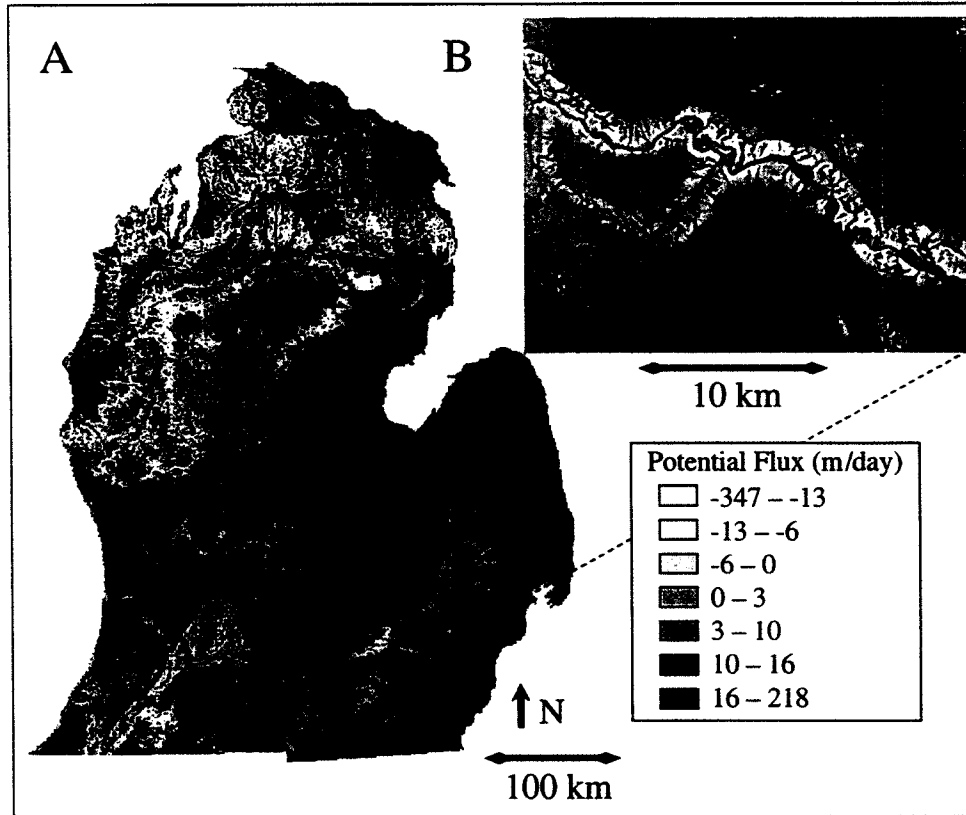 A
B
10 km
Potential Flux (m/day)
-347 – -13
-13 – -6
-6 – 0
0 – 3
3 – 10
10 – 16
16 – 218
N
100 km